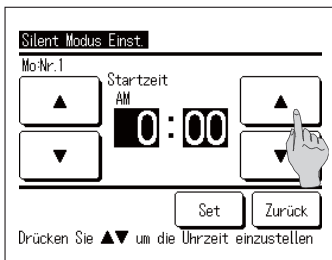 Silent Modus Einst.
Mo:Nr.1
Startzeit
AM
▲ 0:00 ▲
▼ ▼
Set Zurück
Drücken Sie ▲▼ um die Uhrzeit einzustellen